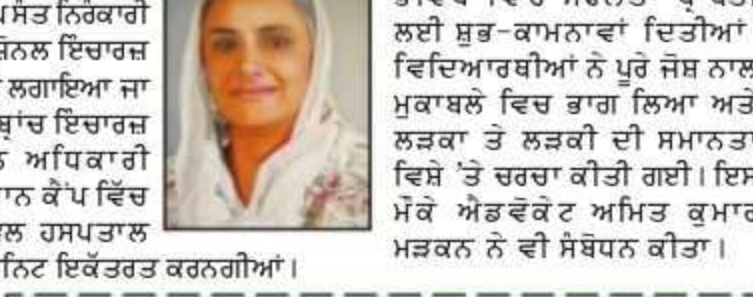 ਸੰਤ ਨਿਰੰਕਾਰੀ
ਇੰਚਾਰਜ਼
ਲਗਾਇਆ ਜਾ
ਬ੍ਰਾਂਚ ਇੰਚਾਰਜ਼
ਅਧਿਕਾਰੀ
ਕੈਂਪ ਵਿੱਚ
ਹਸਪਤਾਲ
ਇਕੱਤਰਤ ਕਰਨਗੀਆਂ।
ਲਈ ਸ਼ੁਭ-ਕਾਮਨਾਵਾਂ ਦਿਤੀਆਂ
ਵਿਦਿਆਰਥੀਆਂ ਨੇ ਪੂਰੇ ਜੋਸ਼ ਨਾਲ
ਮੁਕਾਬਲੇ ਵਿਚ ਭਾਗ ਲਿਆ ਅਤੇ
ਲੜਕਾ ਤੇ ਲੜਕੀ ਦੀ ਸਮਾਨਤਾ
ਵਿਸ਼ੇ 'ਤੇ ਚਰਚਾ ਕੀਤੀ ਗਈ। ਇਸ
ਮੌਕੇ ਐਡਵੋਕੇਟ ਅਮਿਤ ਕੁਮਾਰ
ਮੜਕਨ ਨੇ ਵੀ ਸੰਬੋਧਨ ਕੀਤਾ।